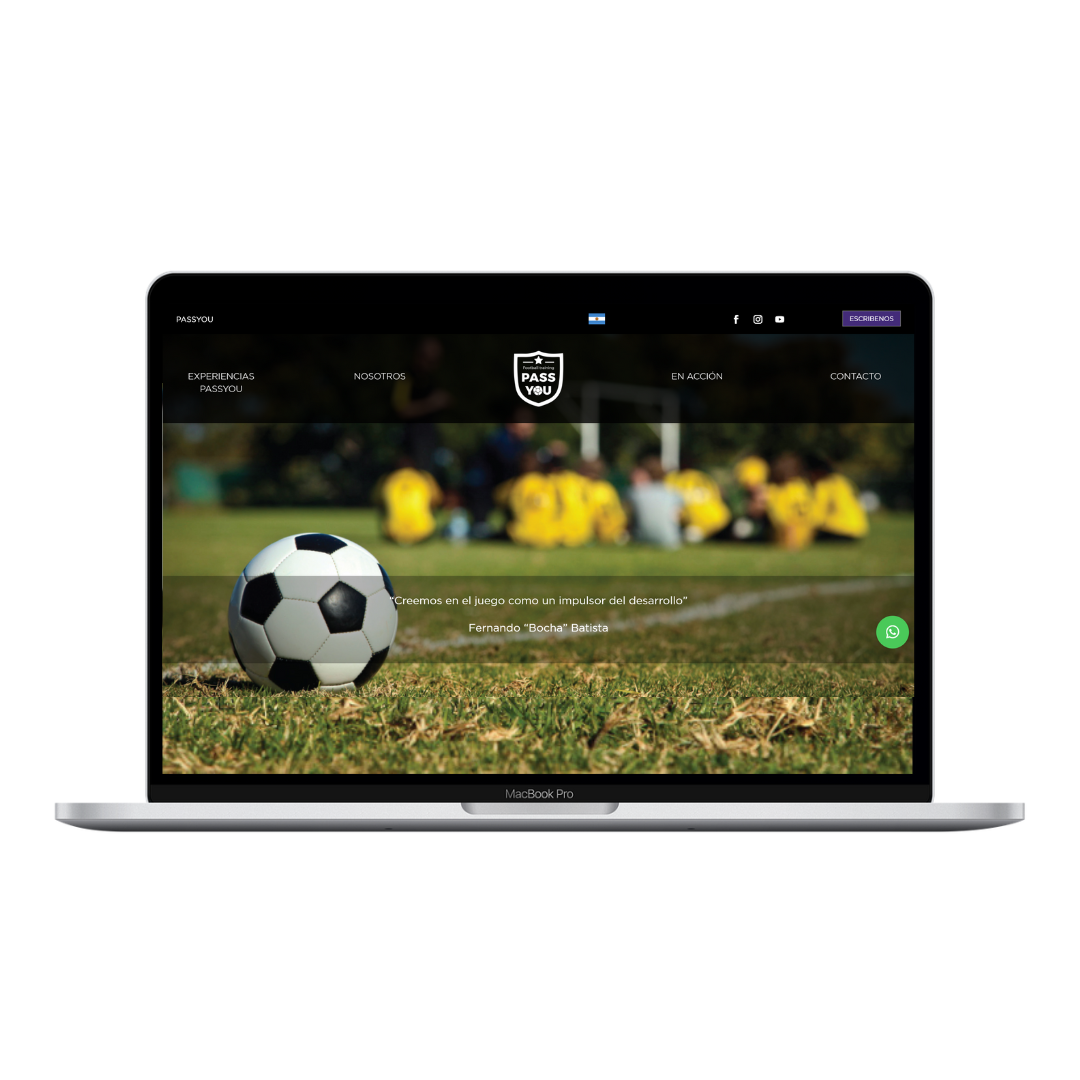 PASSYOU
ESCRIBENOS
EXPERIENCIAS
PASSYOU
NOSOTROS
Football training
PASS
YOU
EN ACCIÓN
CONTACTO
“Creemos en el juego como un impulsor del desarrollo”
Fernando “Bocha” Batista
MacBook Pro